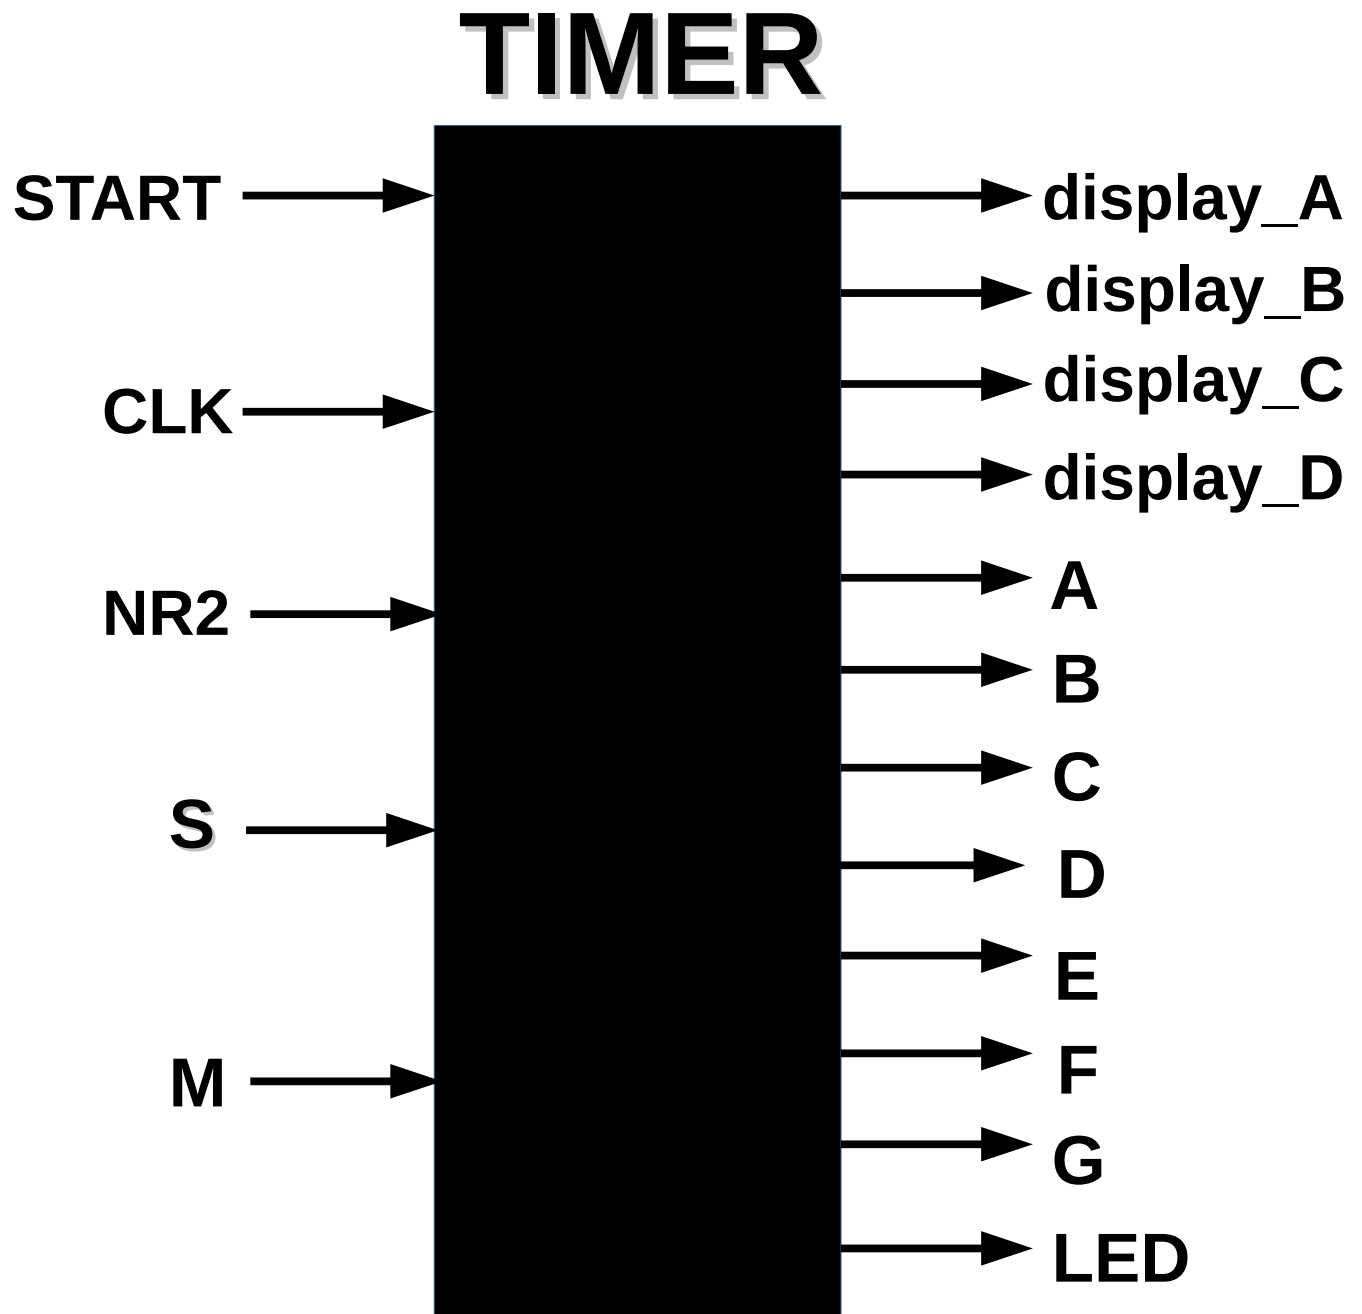 TIMER
START
CLK
NR2
S
M
display_A
display_B
display_C
display_D
A
B
C
D
E
F
G
LED